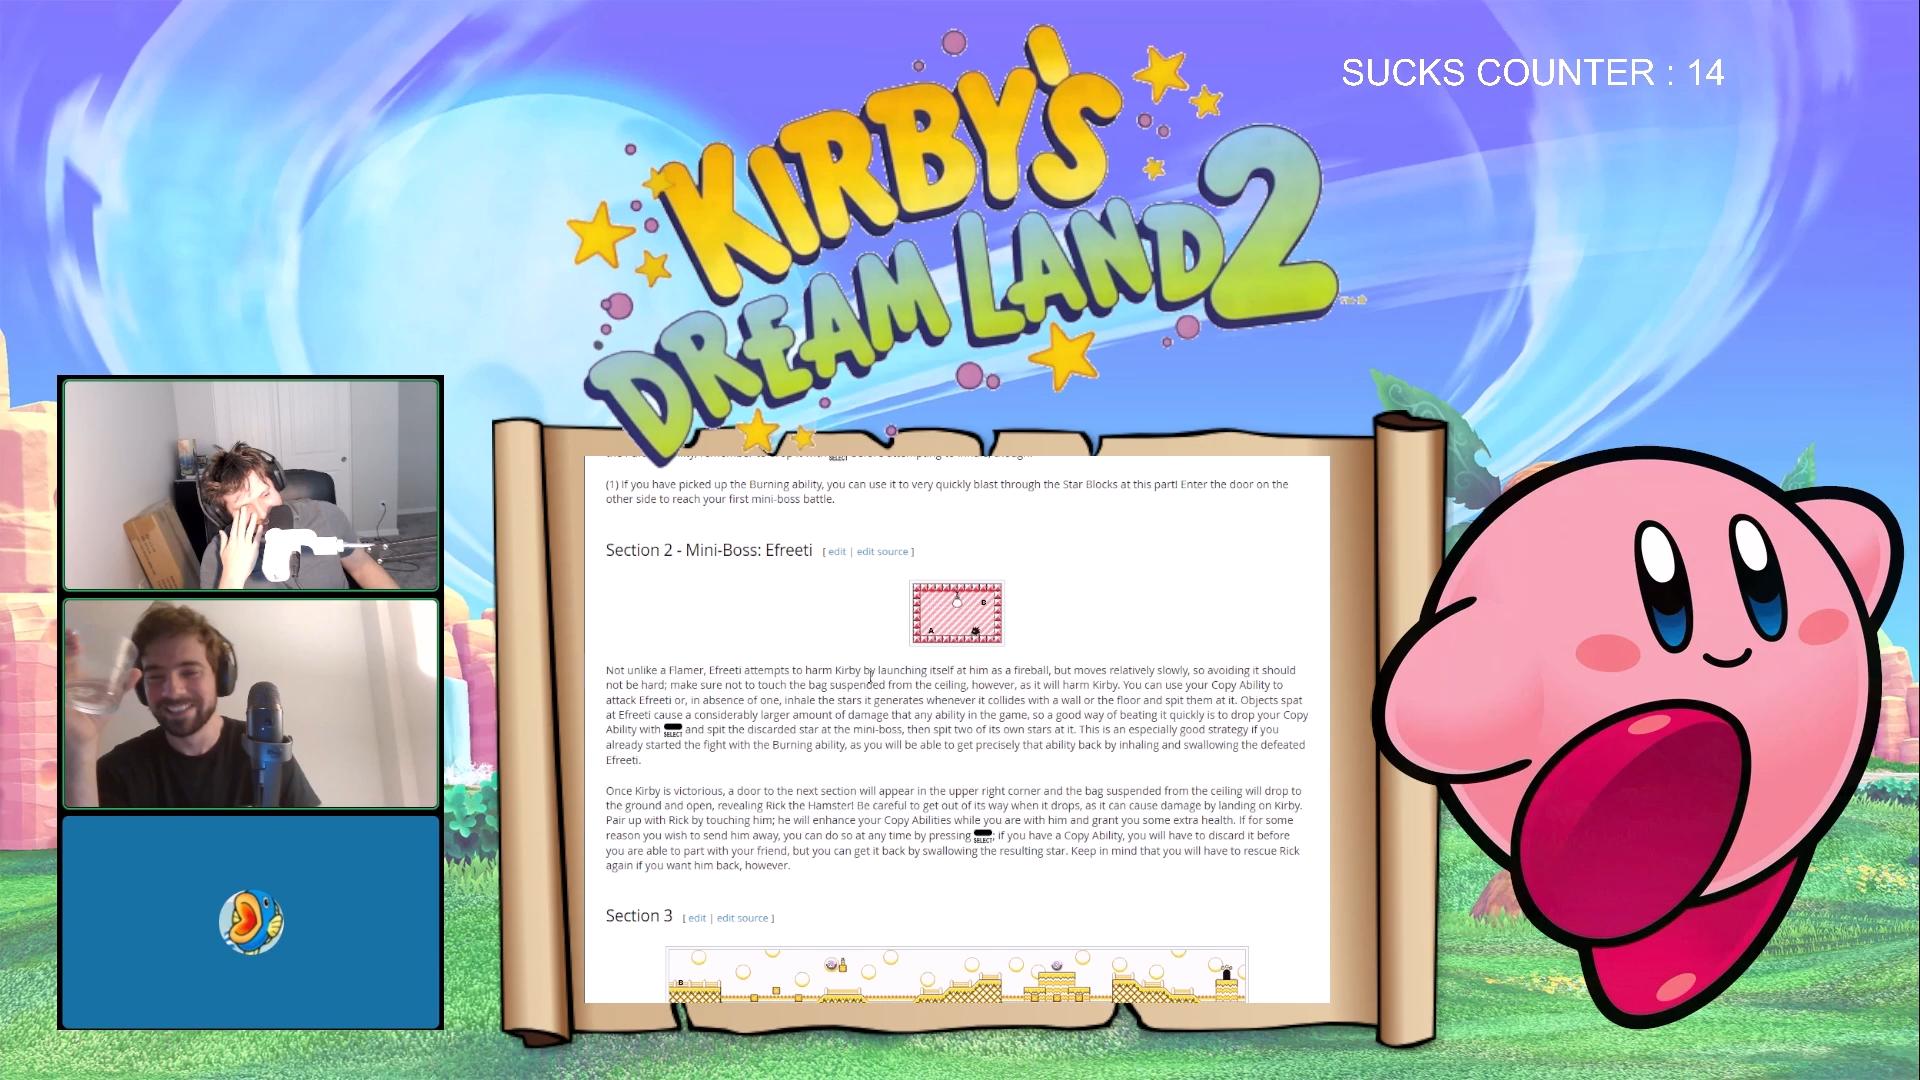 SUCKS COUNTER : 14
KIRBY'S
DREAM LAND 2
SELECT
(1) If you have picked up the Burning ability, you can use it to very quickly blast through the Star Blocks at this part! Enter the door on the
other side to reach your first mini-boss battle.
Section 2 - Mini-Boss: Efreeti [ edit | edit source ]
B
A
Not unlike a Flamer, Efreeti attempts to harm Kirby by launching itself at him as a fireball, but moves relatively slowly, so avoiding it should
not be hard; make sure not to touch the bag suspended from the ceiling, however, as it will harm Kirby. You can use your Copy Ability to
attack Efreeti or, in absence of one, inhale the stars it generates whenever it collides with a wall or the floor and spit them at it. Objects spat
at Efreeti cause a considerably larger amount of damage that any ability in the game, so a good way of beating it quickly is to drop your Copy
Ability with SELECT and spit the discarded star at the mini-boss, then spit two of its own stars at it. This is an especially good strategy if you
already started the fight with the Burning ability, as you will be able to get precisely that ability back by inhaling and swallowing the defeated
Efreeti.
Once Kirby is victorious, a door to the next section will appear in the upper right corner and the bag suspended from the ceiling will drop to
the ground and open, revealing Rick the Hamster! Be careful to get out of its way when it drops, as it can cause damage by landing on Kirby.
Pair up with Rick by touching him; he will enhance your Copy Abilities while you are with him and grant you some extra health. If for some
reason you wish to send him away, you can do so at any time by pressing SELECT; if you have a Copy Ability, you will have to discard it before
you are able to part with your friend, but you can get it back by swallowing the resulting star. Keep in mind that you will have to rescue Rick
again if you want him back, however.
Section 3 [ edit | edit source ]
B